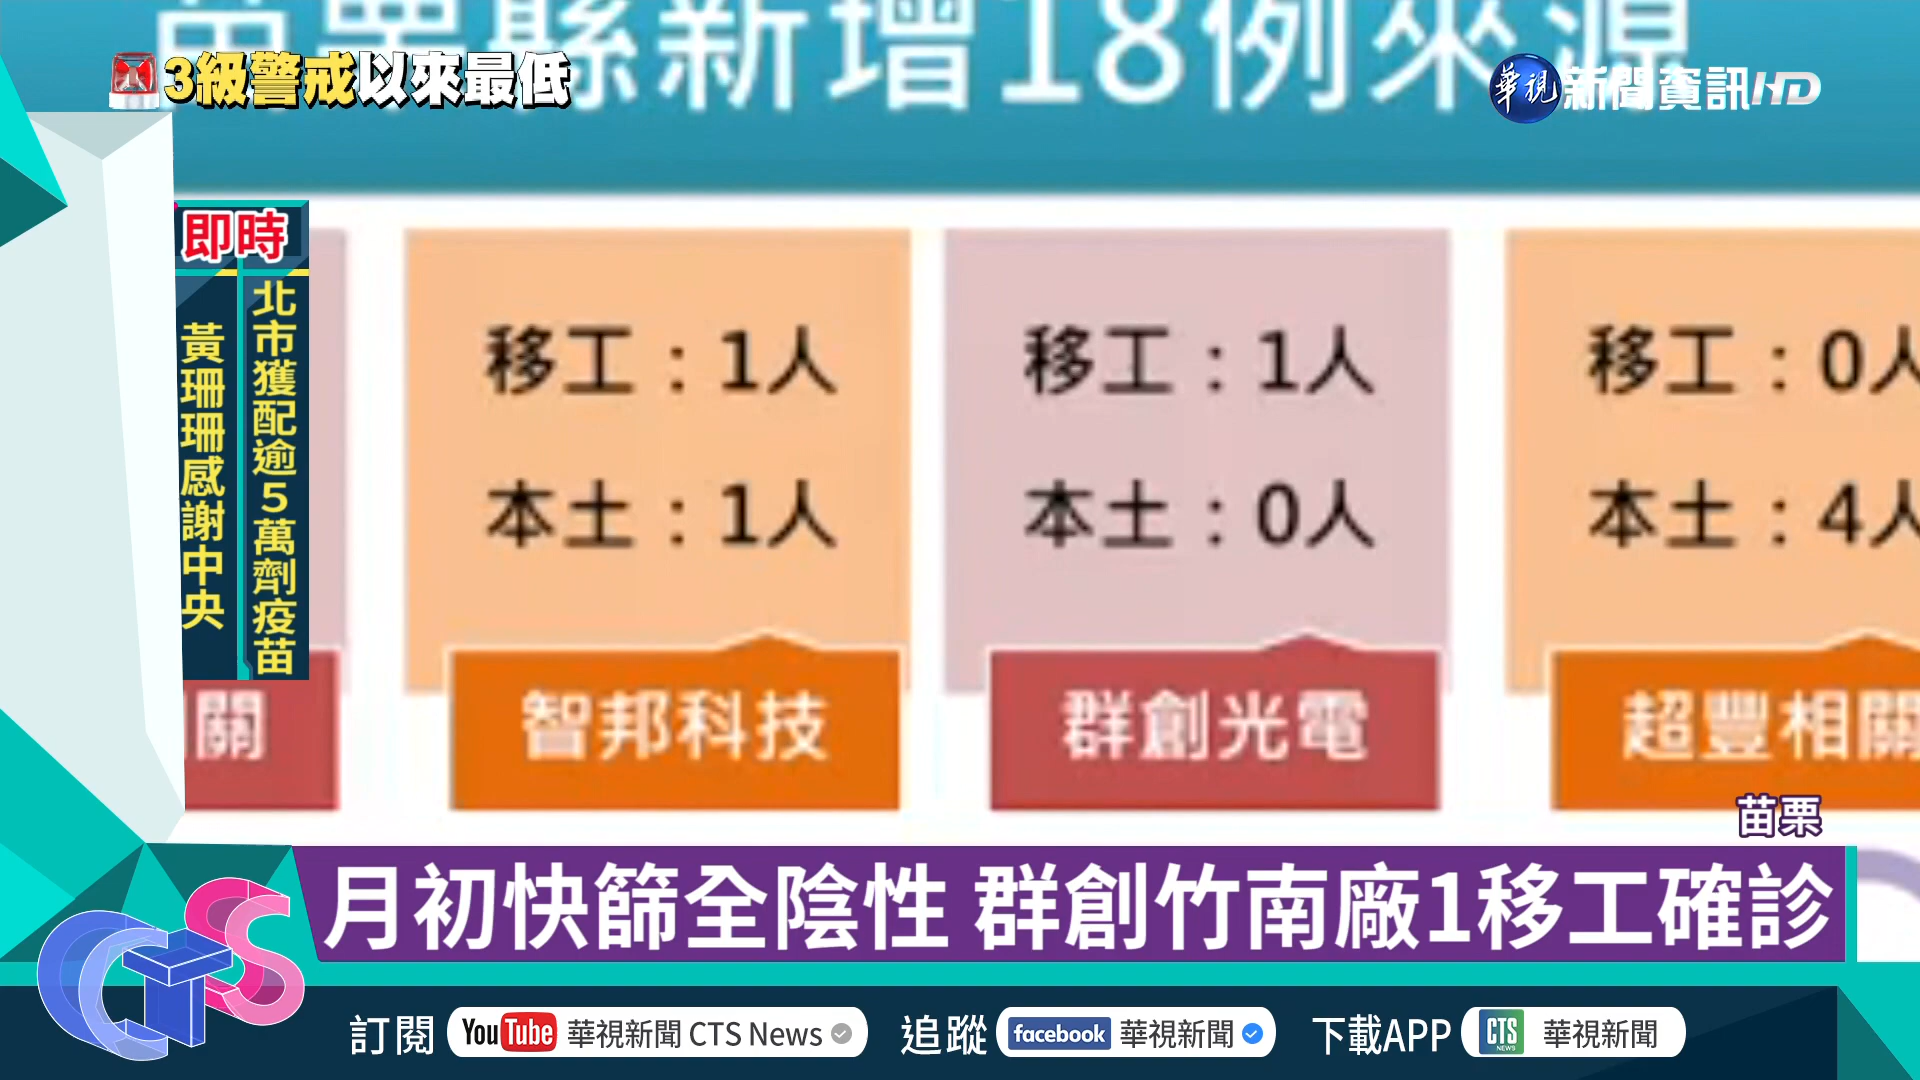 苗栗縣新增18例來源
3級警戒以來最低
華視新聞資訊HD
即時
北市獲配逾5萬劑疫苗
黃珊珊感謝中央
移工：1人
本土：1人
智邦科技
移工：1人
本土：0人
群創光電
移工：0人
本土：4人
超豐相關
關
苗栗
月初快篩全陰性 群創竹南廠1移工確診
CTS
訂閱 YouTube 華視新聞 CTS News 追蹤 facebook 華視新聞 下載APP CTS NEWS 華視新聞